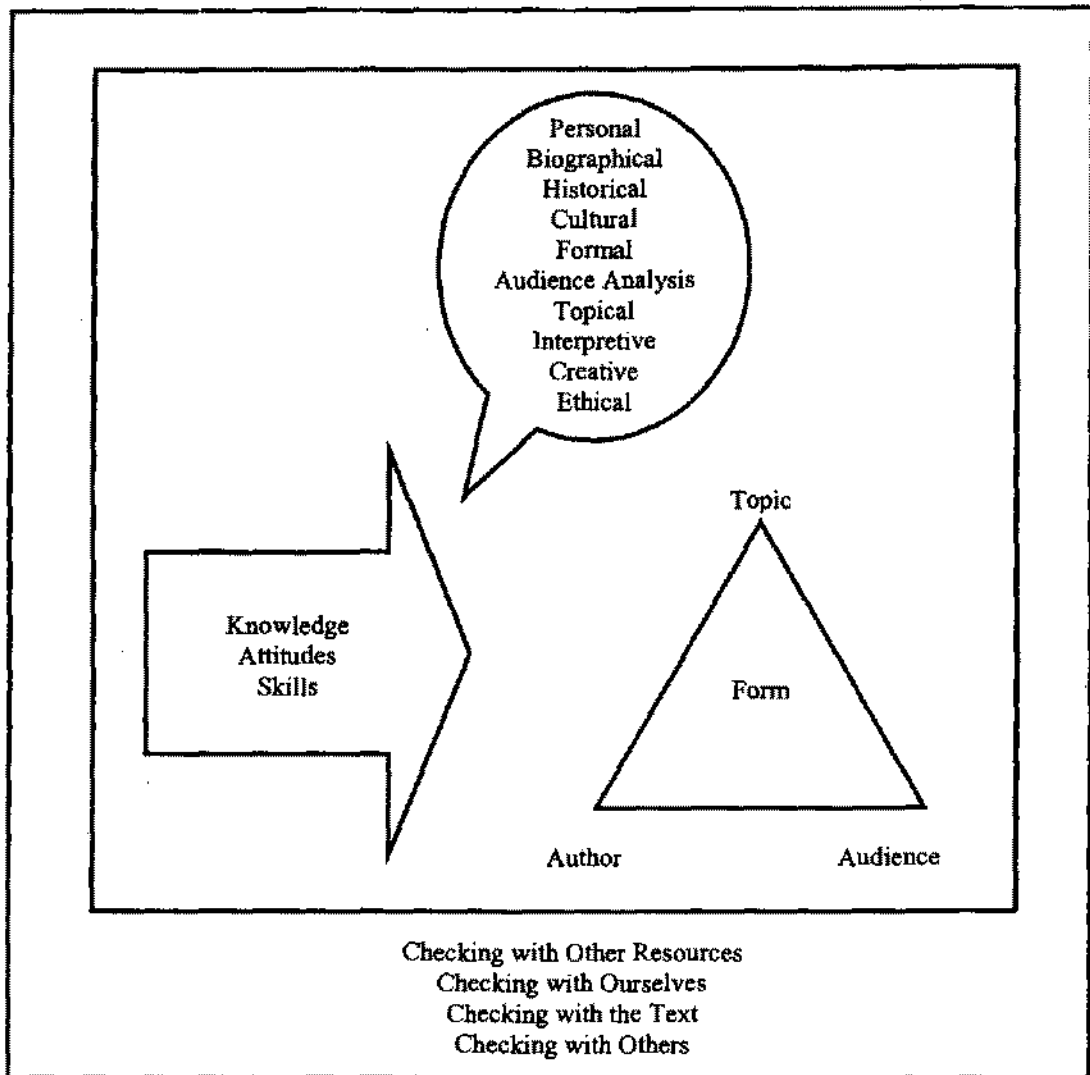 Personal
Biographical
Historical
Cultural
Formal
Audience Analysis
Topical
Interpretive
Creative
Ethical
Topic
Knowledge
Attitudes
Skills
Form
Author
Audience
Checking with Other Resources
Checking with Ourselves
Checking with the Text
Checking with Others